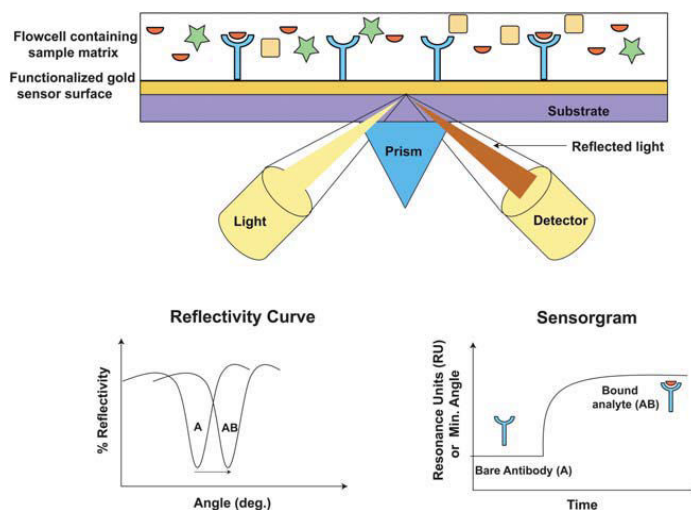 Flowcell containing
sample matrix
Functionalized gold
sensor surface
Substrate
Prism
Reflected light
Light
Detector
Reflectivity Curve
% Reflectivity
A
AB
Angle (deg.)
Sensorgram
Resonance Units (RU)
or Min. Angle
Bound
analyte (AB)
Bare Antibody (A)
Time